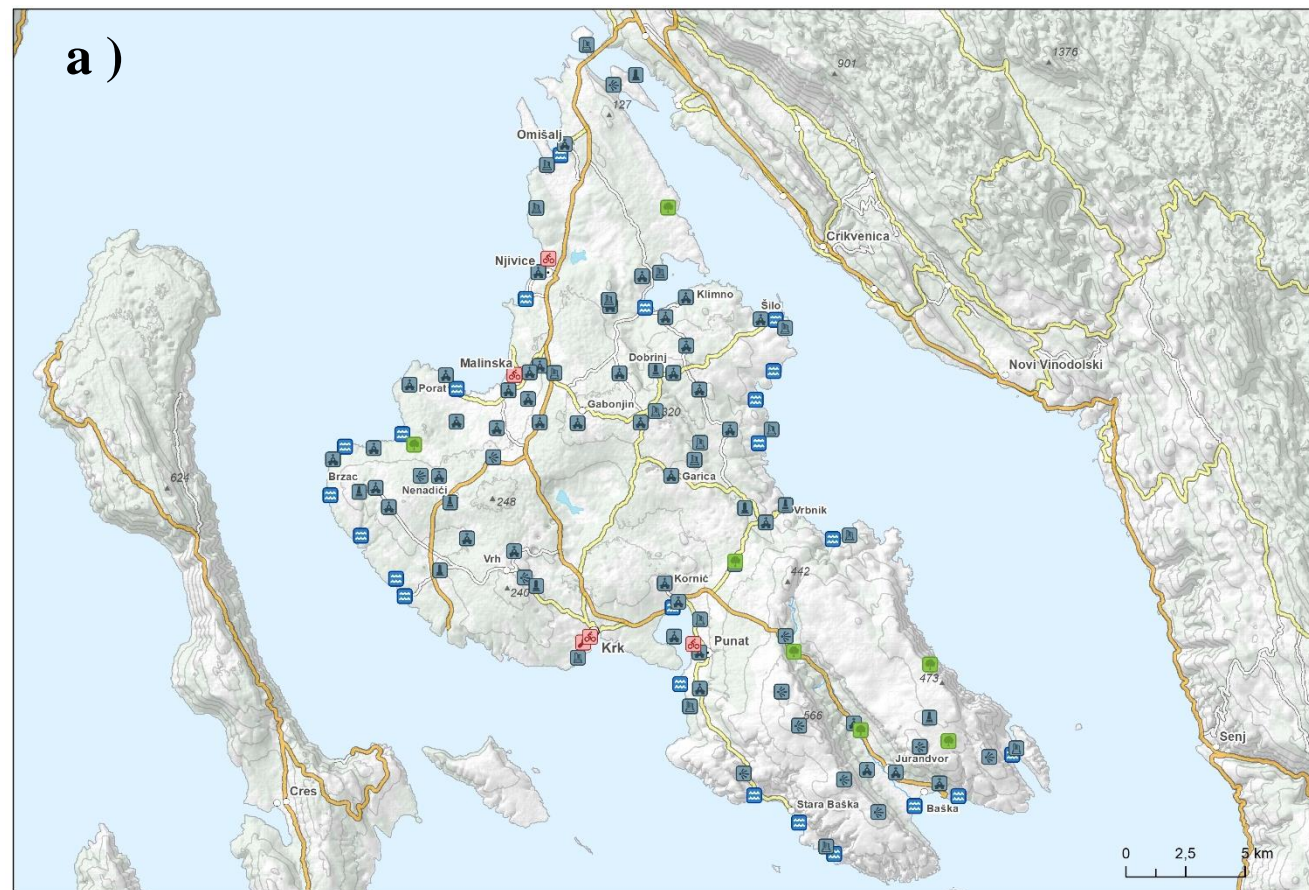 a )
1376
901
127
Omišalj
Crikvenica
Njivice
Klimno
Šilo
Malinska
Dobrinj
Novi Vinodolski
Porat
Gabonjin
320
Brzac
Garica
624
Nenadići
248
Vrbnik
Vrh
Kornić
442
240
Krk
Punat
473
566
Senj
Jurandvor
Cres
Stara Baška
Baška
0 2,5 5 km